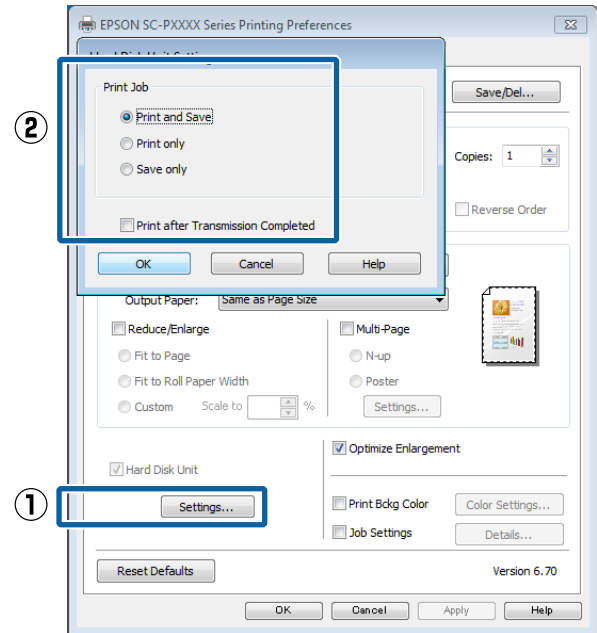 EPSON SC-PXXXX Series Printing Preferences
Print Job
Save/Del...
② Print and Save
Print only
Copies: 1
Save only
Reverse Order
Print after Transmission Completed
OK Cancel Help
Output Paper: Same as Page Size
Reduce/Enlarge Multi-Page
Fit to Page N-up
Fit to Roll Paper Width Poster
Custom Scale to % Settings...
Optimize Enlargement
Hard Disk Unit
① Settings... Print Bckg Color Color Settings...
Job Settings Details...
Reset Defaults Version 6.70
OK Cancel Apply Help